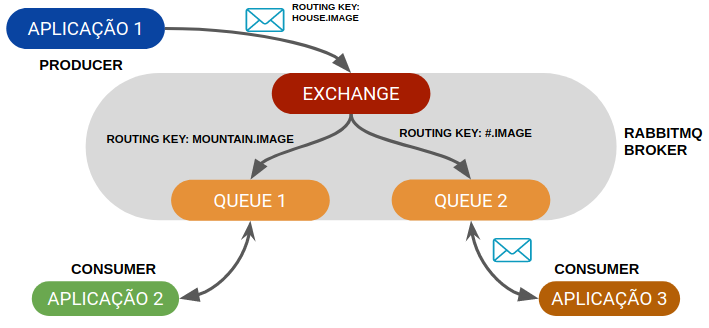 APLICAÇÃO 1
ROUTING KEY:
HOUSE.IMAGE
PRODUCER
EXCHANGE
ROUTING KEY: MOUNTAIN.IMAGE
ROUTING KEY: #.IMAGE
RABBITMQ
BROKER
QUEUE 1
QUEUE 2
CONSUMER
CONSUMER
APLICAÇÃO 2
APLICAÇÃO 3